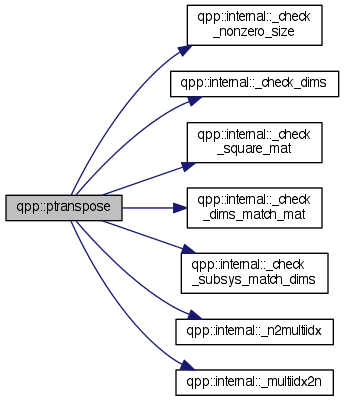 qpp::internal::_check
_nonzero_size
qpp::internal::_check_dims
qpp::internal::_check
_square_mat
qpp::ptranspose
qpp::internal::_check
_dims_match_mat
qpp::internal::_check
_subsys_match_dims
qpp::internal::_n2multiidx
qpp::internal::_multiidx2n